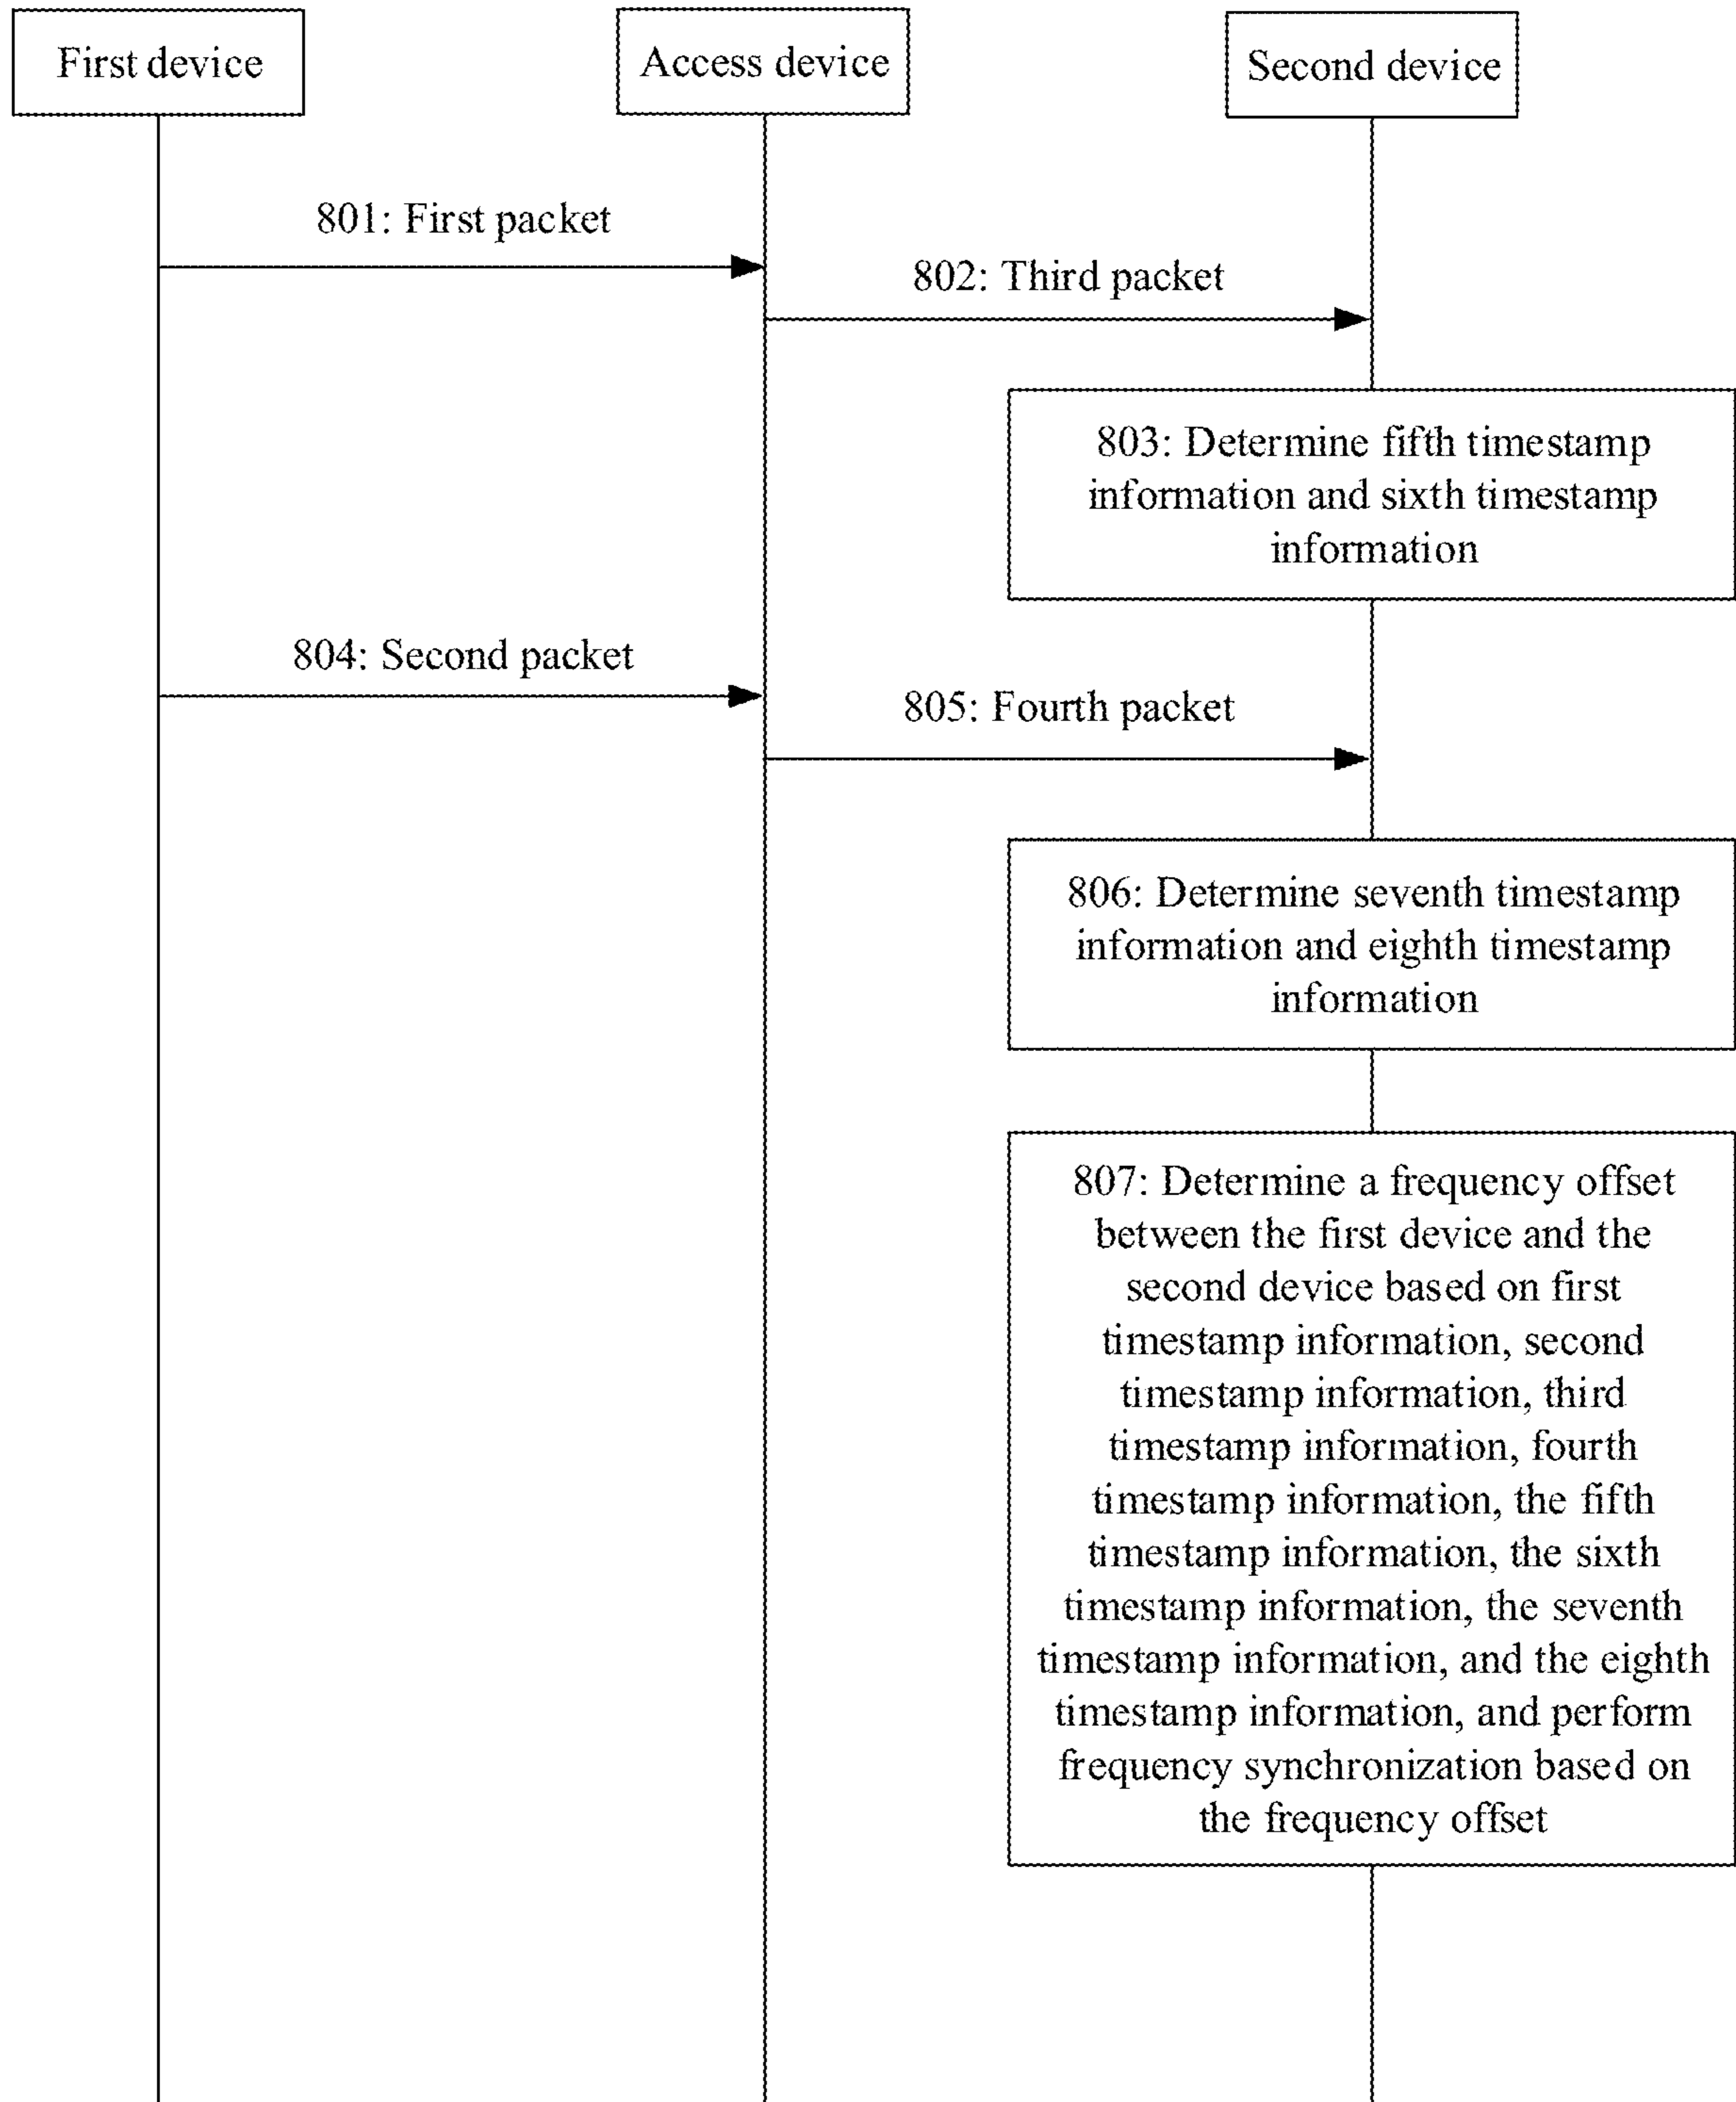 First device
Access device
Second device
801: First packet
802: Third packet
803: Determine fifth timestamp
information and sixth timestamp
information
804: Second packet
805: Fourth packet
806: Determine seventh timestamp
information and eighth timestamp
information
807: Determine a frequency offset
between the first device and the
second device based on first
timestamp information, second
timestamp information, third
timestamp information, fourth
timestamp information, the fifth
timestamp information, the sixth
timestamp information, the seventh
timestamp information, and the eighth
timestamp information, and perform
frequency synchronization based on
the frequency offset